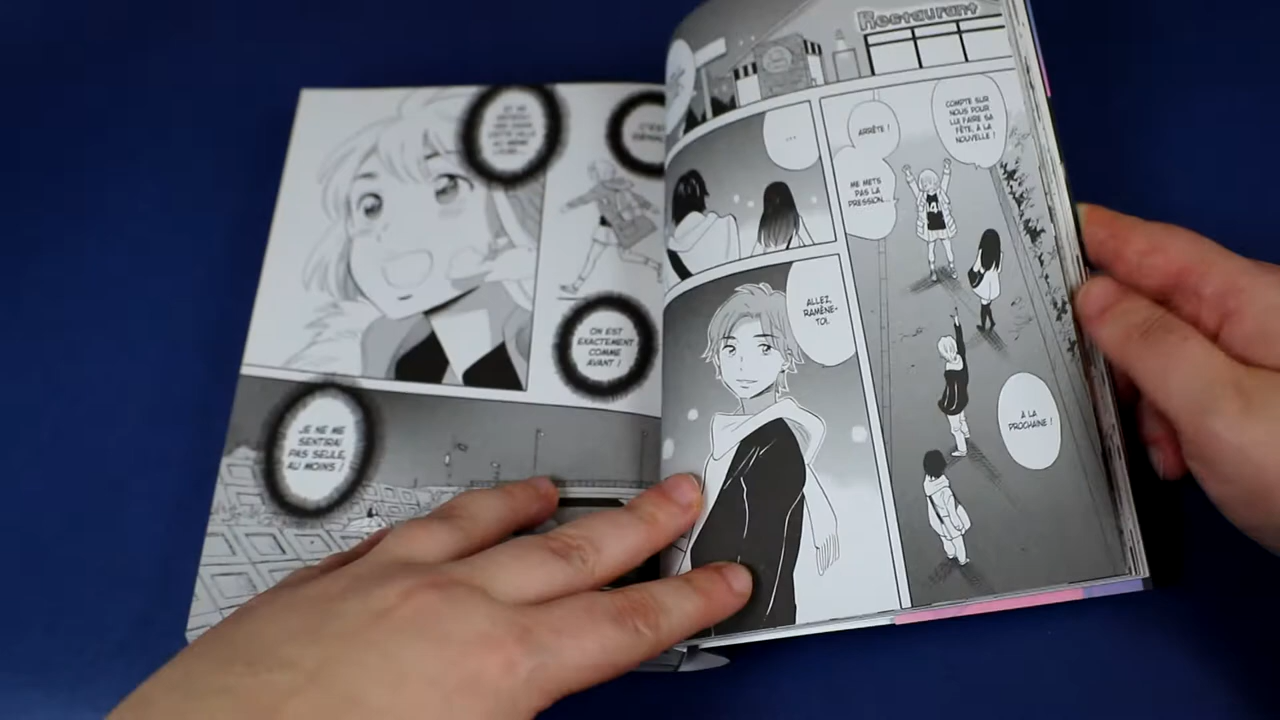 Restaurant
COMPTE SUR
NOUS POUR
LUI FAIRE SA
FÊTE, À LA
NOUVELLE !
ARRÊTE !
ME METS
PAS LA
PRESSION...
...
ALLEZ,
RAMÈNE-
TOI.
14
À LA
PROCHAINE !
ON EST
EXACTEMENT
COMME
AVANT !
JE NE ME
SENTIRAI
PAS SEULE,
AU MOINS !